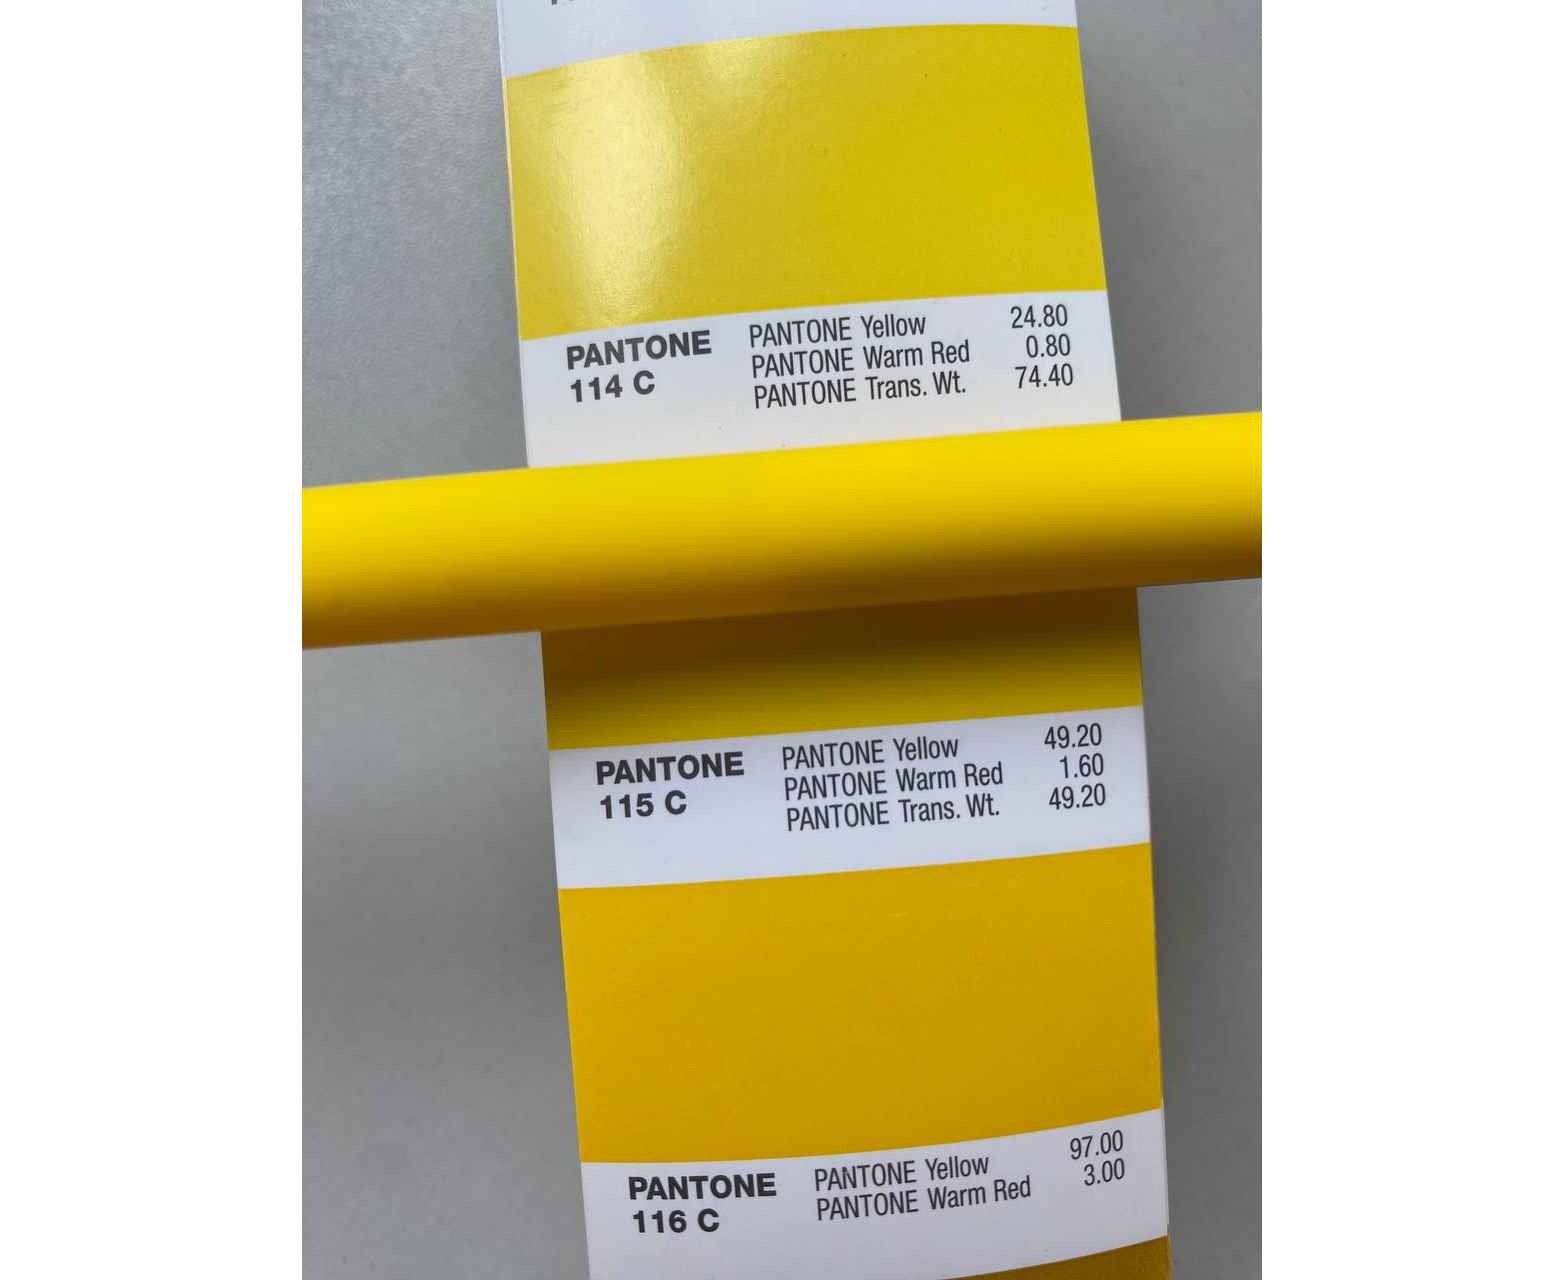 PANTONE
114 C
PANTONE Yellow 24.80
PANTONE Warm Red 0.80
PANTONE Trans. Wt. 74.40
PANTONE
115 C
PANTONE Yellow 49.20
PANTONE Warm Red 1.60
PANTONE Trans. Wt. 49.20
PANTONE
116 C
PANTONE Yellow 97.00
PANTONE Warm Red 3.00